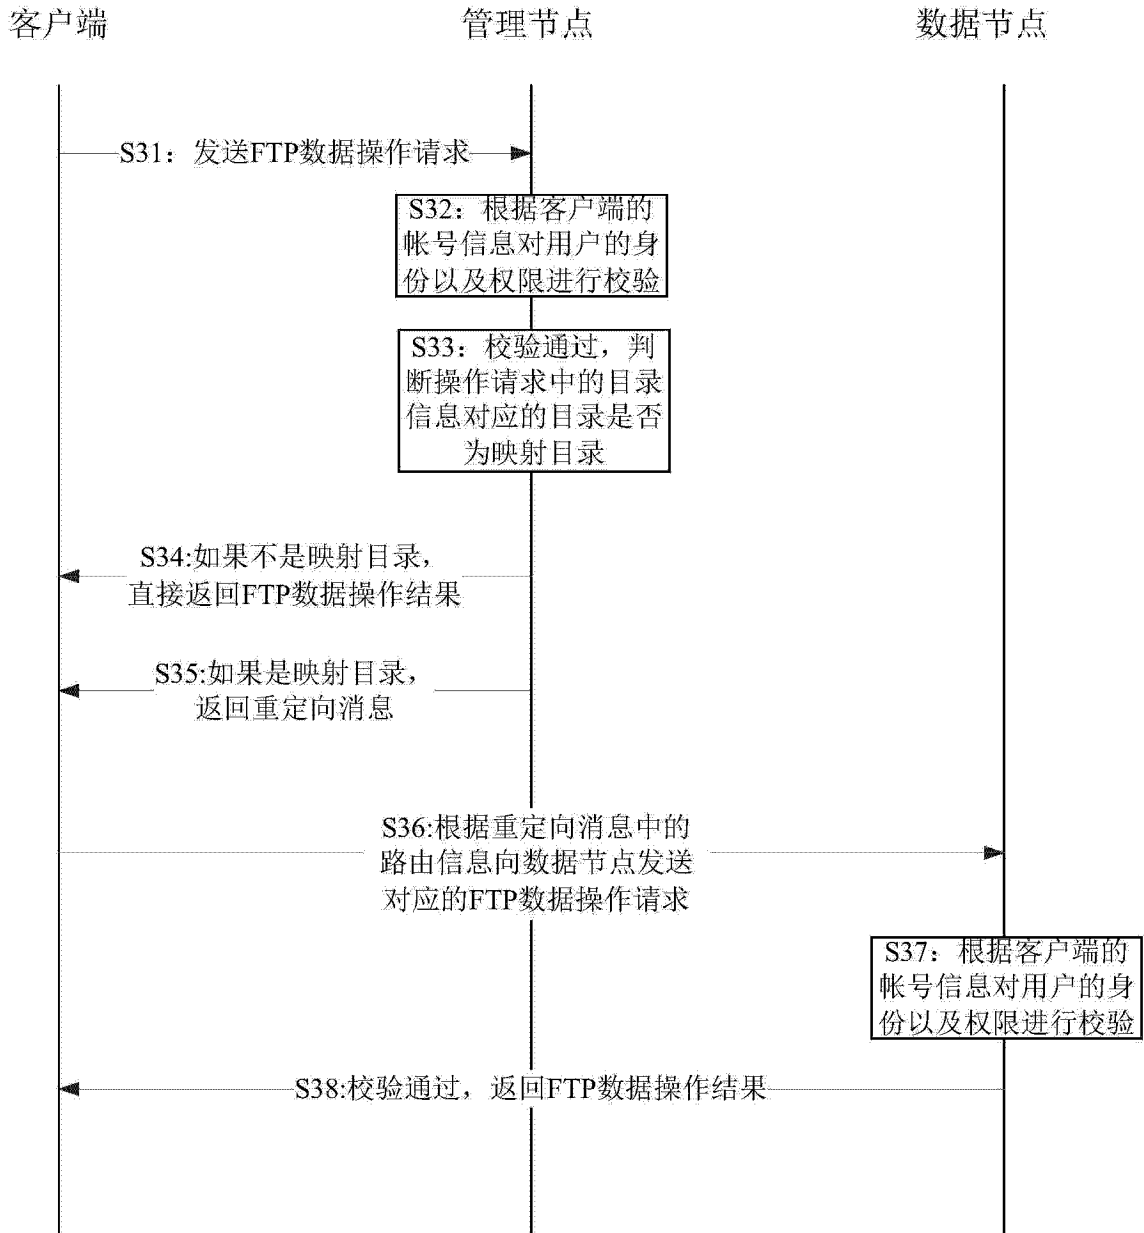 客户端
管理节点
数据节点
S31：发送FTP数据操作请求
S32：根据客户端的
帐号信息对用户的身
份以及权限进行校验
S33：校验通过，判
断操作请求中的目录
信息对应的目录是否
为映射目录
S34:如果不是映射目录，
直接返回FTP数据操作结果
S35:如果是映射目录，
返回重定向消息
S36:根据重定向消息中的
路由信息向数据节点发送
对应的FTP数据操作请求
S37：根据客户端的
帐号信息对用户的身
份以及权限进行校验
S38:校验通过，返回FTP数据操作结果